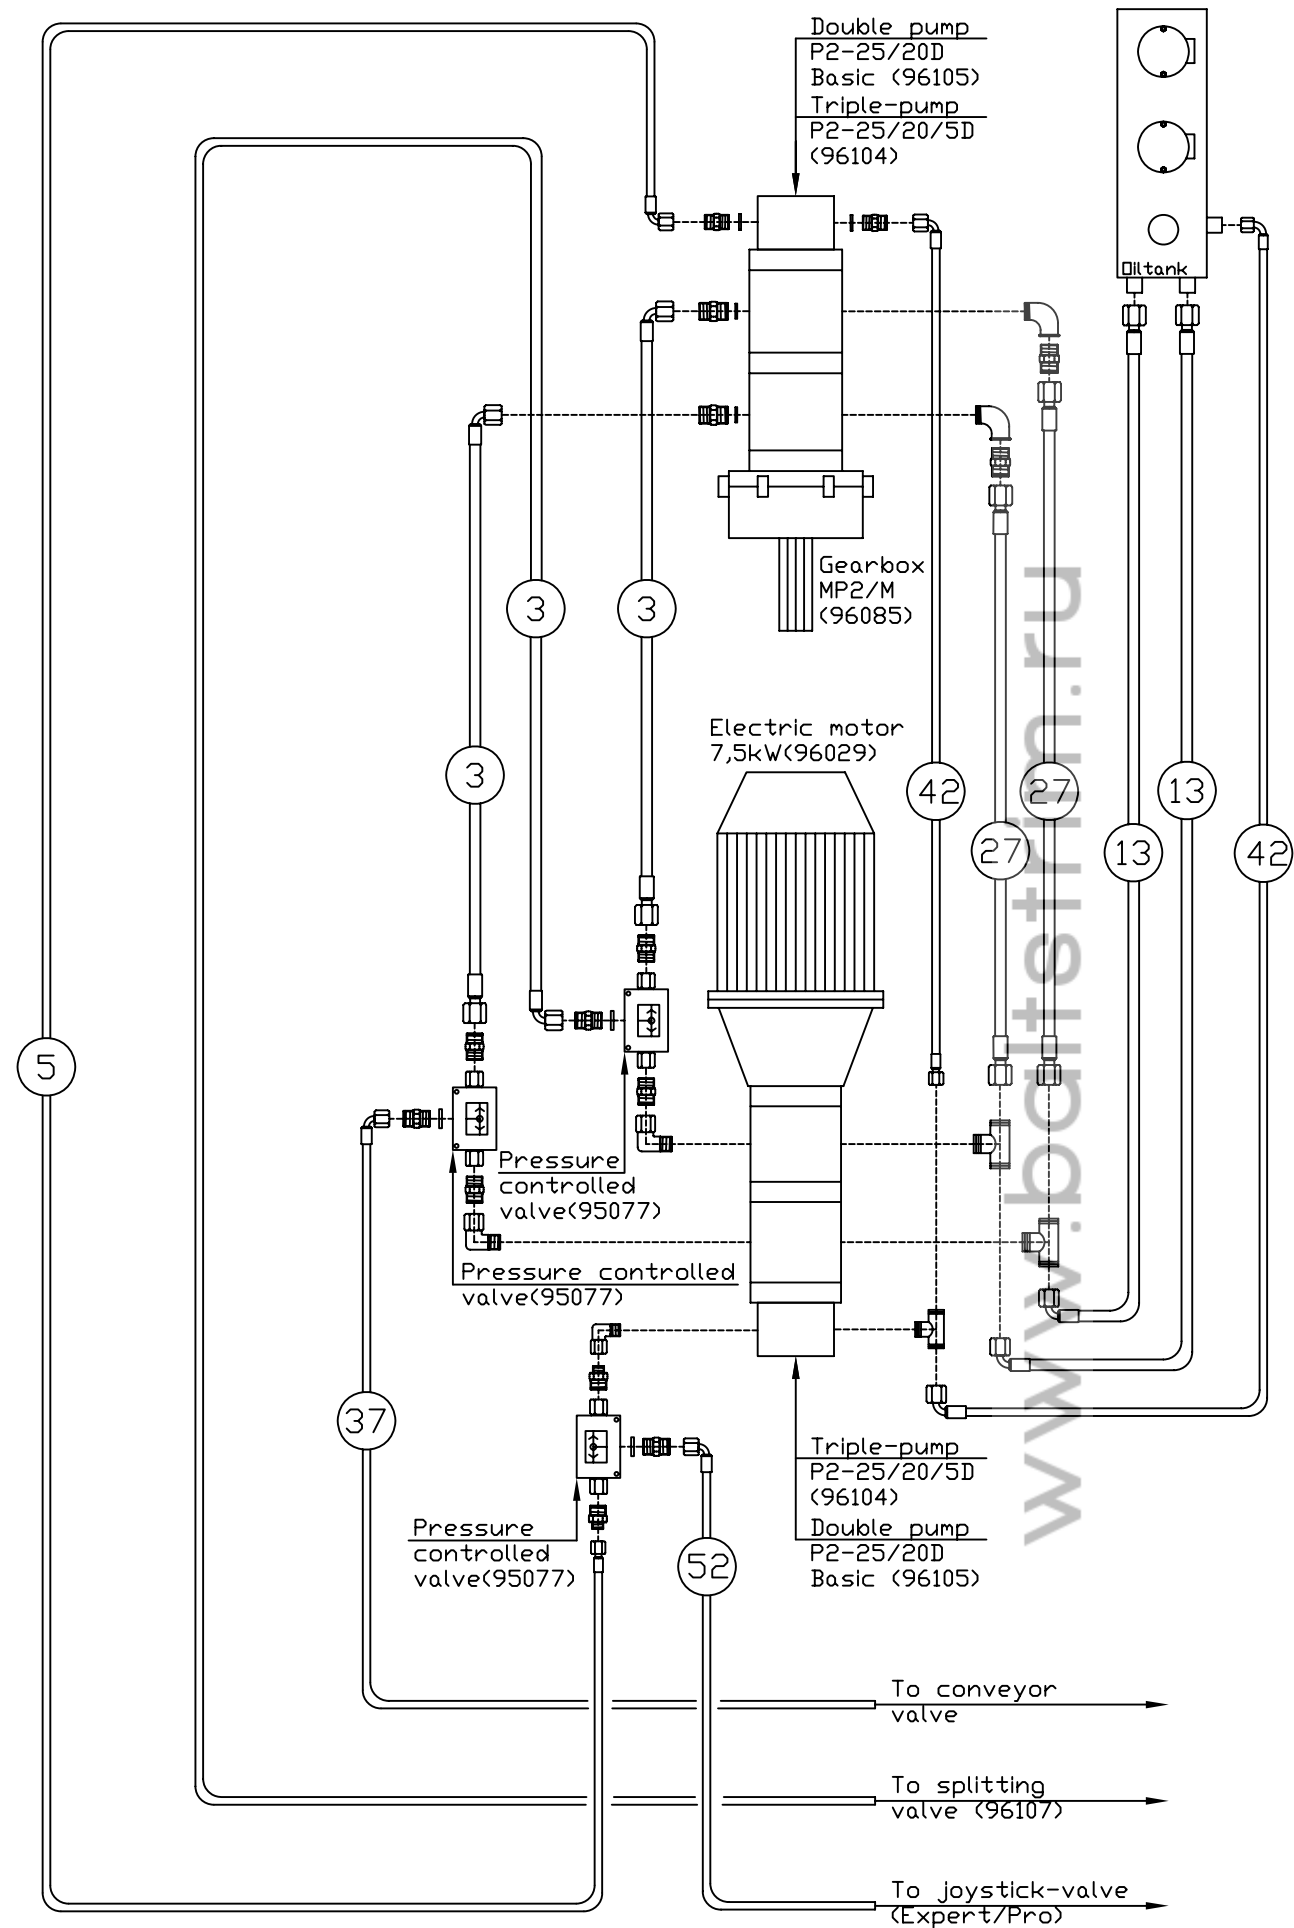 Double pump
P2-25/20D
Basic (96105)
Triple-pump
P2-25/20/5D
(96104)
Oiltank
Gearbox
MP2/M
(96085)
3
3
Electric motor
7,5kW(96029)
3
42
27
13
27
13
42
5
Pressure
controlled
valve(95077)
Pressure controlled
valve(95077)
37
Triple-pump
P2-25/20/5D
(96104)
Double pump
P2-25/20D
Basic (96105)
Pressure
controlled
valve(95077)
52
To conveyor
valve
To splitting
valve (96107)
To joystick-valve
(Expert/Pro)
www.baltstrim.ru